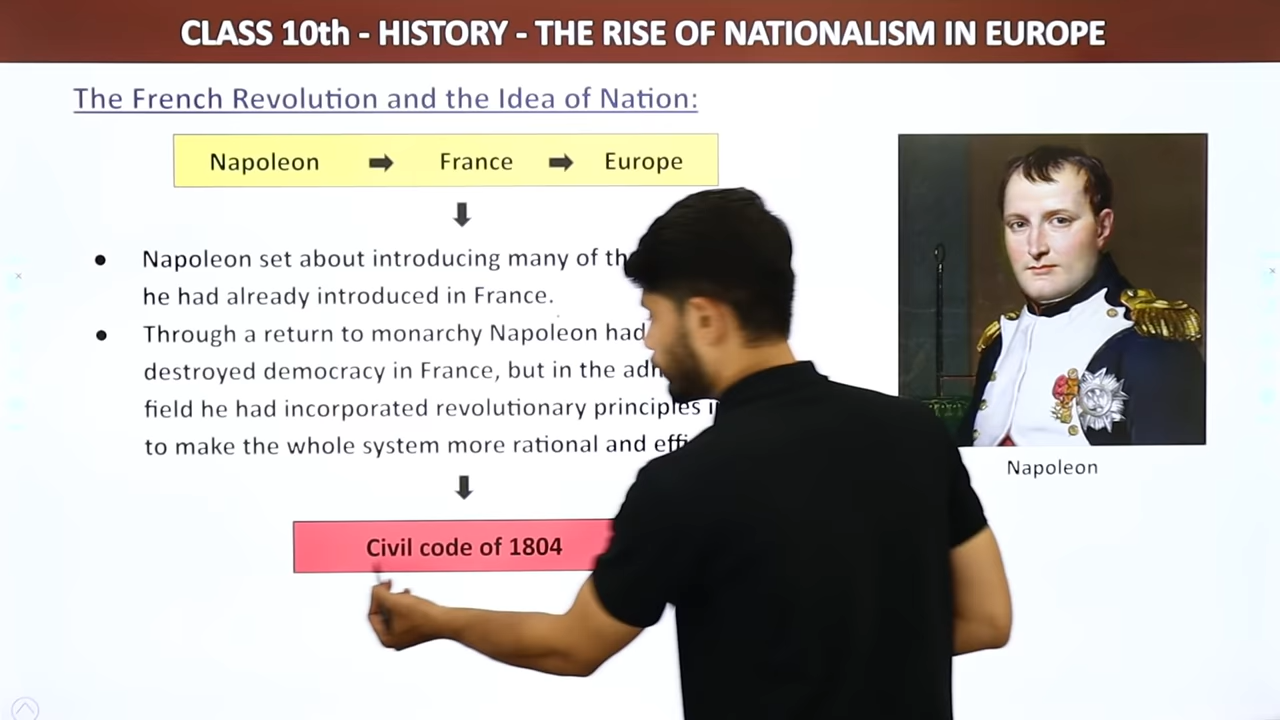 CLASS 10th - HISTORY - THE RISE OF NATIONALISM IN EUROPE
The French Revolution and the Idea of Nation:
Napoleon ➡ France ➡ Europe
● Napoleon set about introducing many of
he had already introduced in France.
● Through a return to monarchy Napoleon had
destroyed democracy in France, but in the
field he had incorporated revolutionary principles
to make the whole system more rational and
Civil code of 1804
Napoleon